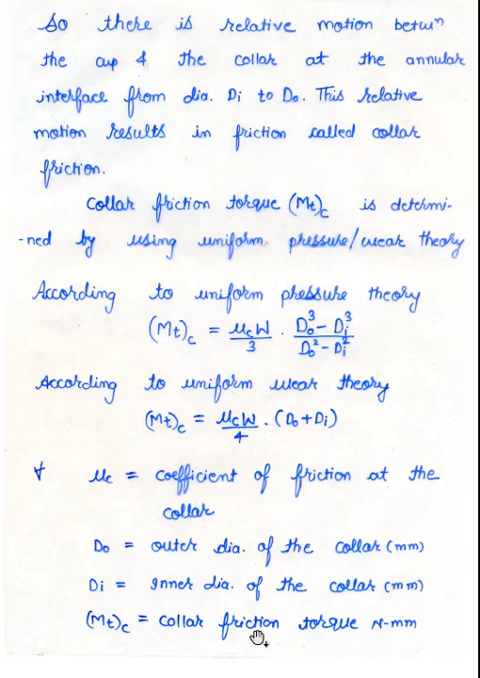 So there is relative motion betwn
the cup & the collar at the annular
interface from dia. Di to Do. This relative
motion results in friction called collar
friction.
Collar friction torque (Mt)c is determi-
-ned by using uniform pressure/wear theory
According to uniform pressure theory
(Mt)c = μcW/3 . (Do³ - Di³)/(Do² - Di²)
According to uniform wear theory
(Mt)c = μcW/4 . (Do + Di)
∀ μc = coefficient of friction at the
collar
Do = outer dia. of the collar (mm)
Di = Inner dia. of the collar (mm)
(Mt)c = collar friction torque N-mm